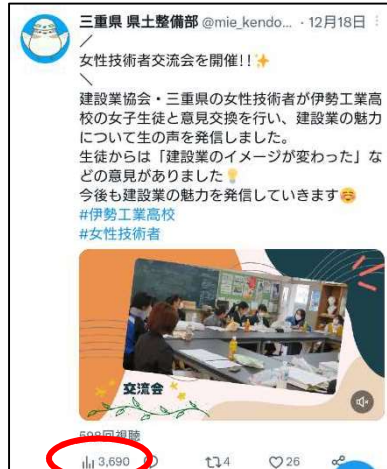 三重県 県土整備部 @mie_kendo... · 12月18日
／
女性技術者交流会を開催!!✨
＼
建設業協会・三重県の女性技術者が伊勢工業高
校の女子生徒と意見交換を行い、建設業の魅力
について生の声を発信しました。
生徒からは「建設業のイメージが変わった」な
どの意見がありました💡
今後も建設業の魅力を発信していきます😊
#伊勢工業高校
#女性技術者
交流会
回視聴
3,690 4 26